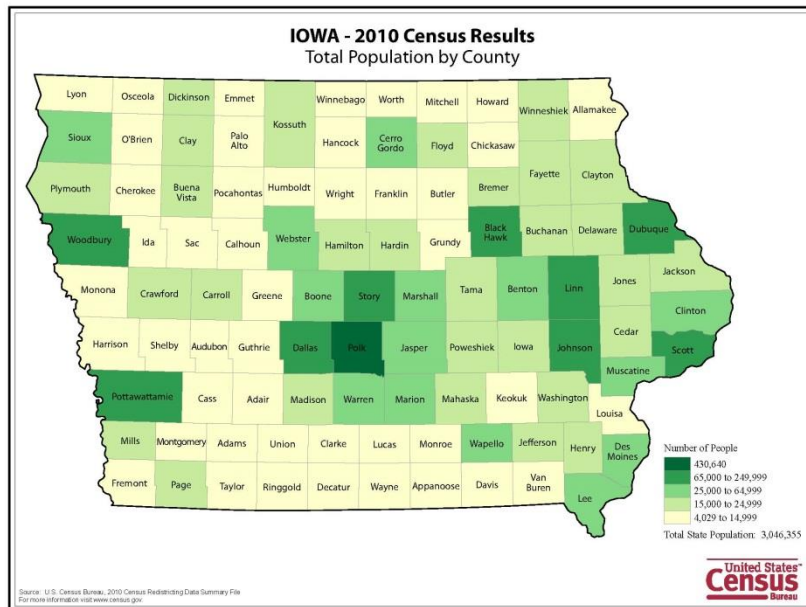 IOWA - 2010 Census Results
Total Population by County
Lyon Osceola Dickinson Emmet Winnebago Worth Mitchell Howard Winneshiek Allamakee
Kossuth
Sioux O'Brien Clay Palo Alto Hancock Cerro Gordo Floyd Chickasaw
Fayette Clayton
Plymouth Cherokee Buena Vista Pocahontas Humboldt Wright Franklin Butler Bremer
Woodbury Ida Sac Calhoun Webster Hamilton Hardin Grundy Black Hawk Buchanan Delaware Dubuque
Monona Crawford Carroll Greene Boone Story Marshall Tama Benton Linn Jones Jackson
Clinton
Harrison Shelby Audubon Guthrie Dallas Polk Jasper Poweshiek Iowa Johnson Cedar Scott
Muscatine
Pottawattamie Cass Adair Madison Warren Marion Mahaska Keokuk Washington Louisa
Mills Montgomery Adams Union Clarke Lucas Monroe Wapello Jefferson Henry Des Moines
Fremont Page Taylor Ringgold Decatur Wayne Appanoose Davis Van Buren Lee
Number of People
430,640
65,000 to 249,999
25,000 to 64,999
15,000 to 24,999
4,029 to 14,999
Total State Population: 3,046,355
Source: U.S. Census Bureau, 2010 Census Redistricting Data Summary File
For more information visit www.census.gov.
United States™
Census
Bureau